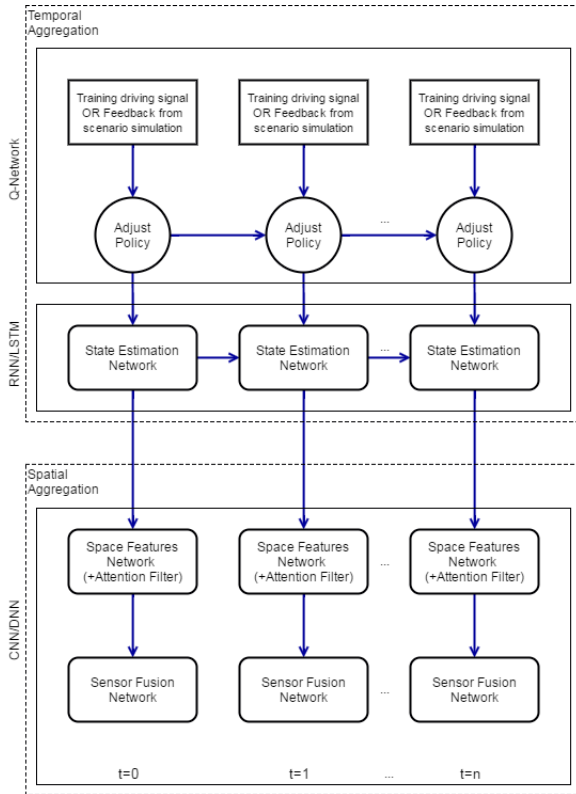 Temporal
Aggregation
Q-Network
Training driving signal
OR Feedback from
scenario simulation
Training driving signal
OR Feedback from
scenario simulation
Training driving signal
OR Feedback from
scenario simulation
Adjust
Policy
Adjust
Policy
...
Adjust
Policy
RNN/LSTM
State Estimation
Network
State Estimation
Network
...
State Estimation
Network
Spatial
Aggregation
CNN/DNN
Space Features
Network
(+Attention Filter)
Space Features
Network
(+Attention Filter)
...
Space Features
Network
(+Attention Filter)
Sensor Fusion
Network
Sensor Fusion
Network
...
Sensor Fusion
Network
t=0
t=1
...
t=n